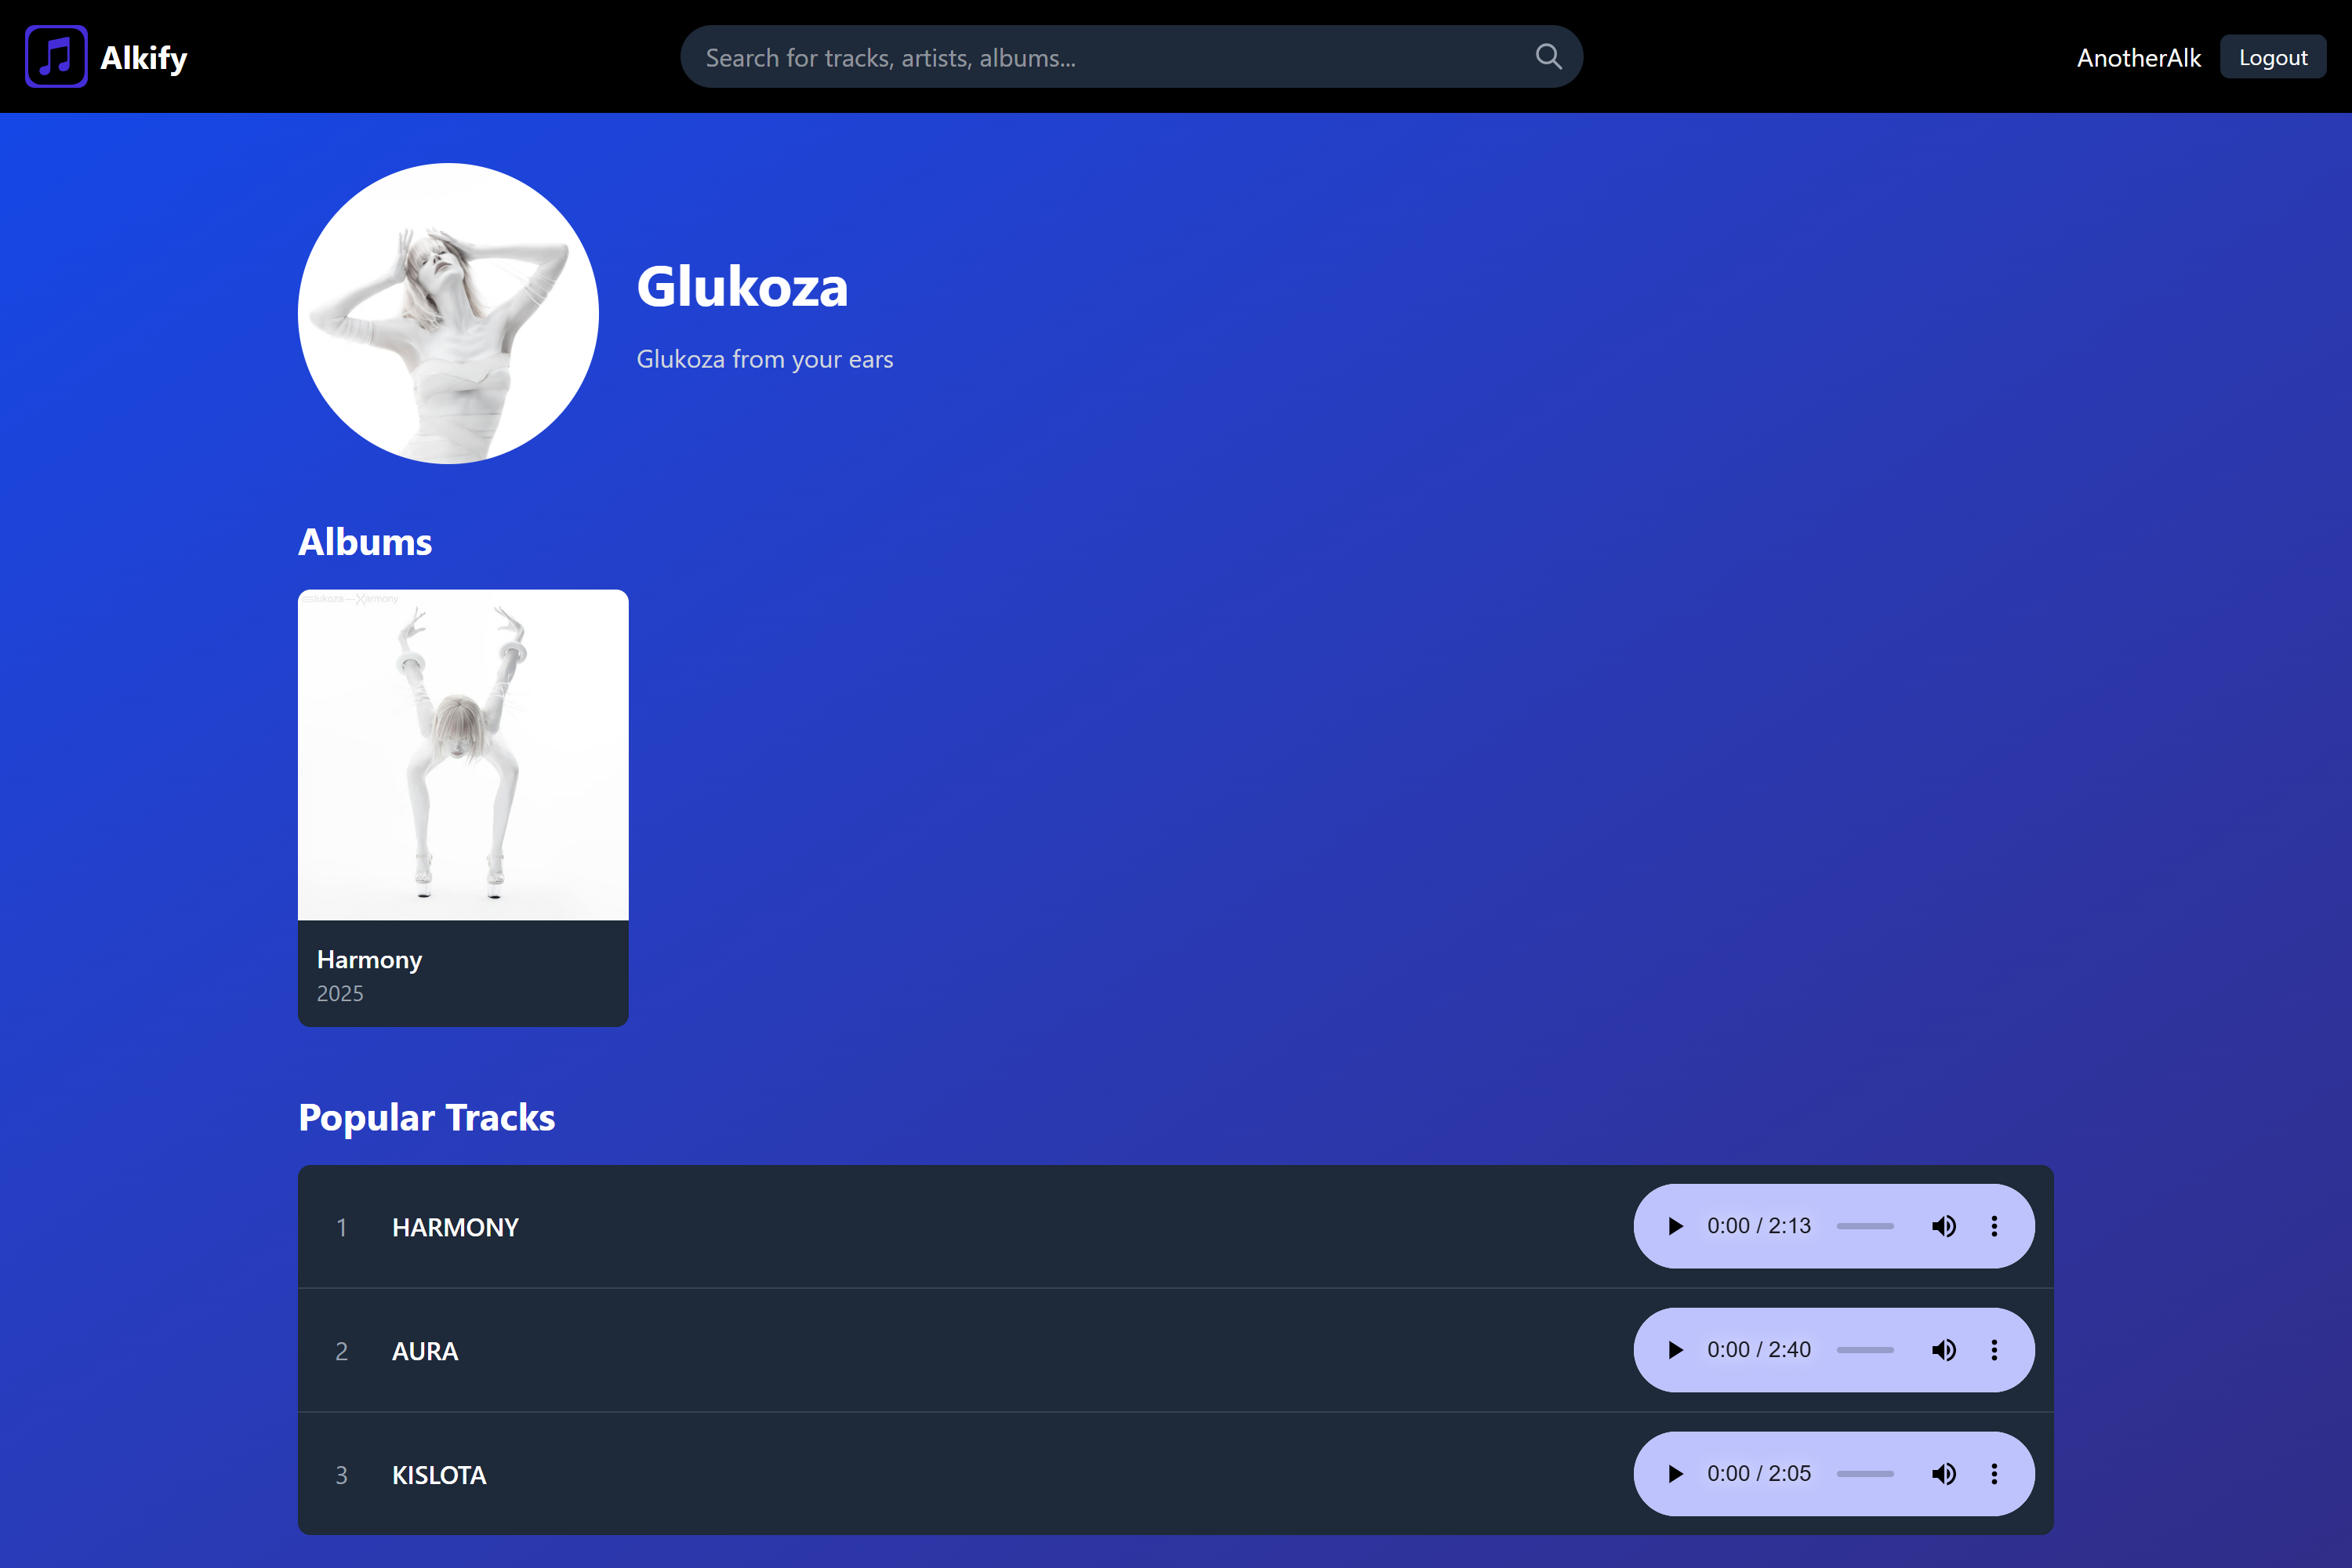 Alkify
Search for tracks, artists, albums...
AnotherAlk
Logout
Glukoza
Glukoza from your ears
Albums
Harmony
2025
Popular Tracks
1 HARMONY 0:00 / 2:13
2 AURA 0:00 / 2:40
3 KISLOTA 0:00 / 2:05